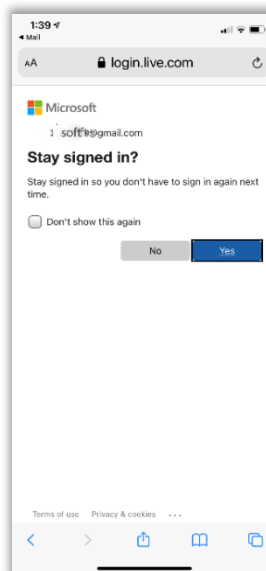 1:39
Mail
AA login.live.com
Microsoft
@gmail.com
Stay signed in?
Stay signed in so you don't have to sign in again next
time.
Don't show this again
No Yes
Terms of use Privacy & cookies ...